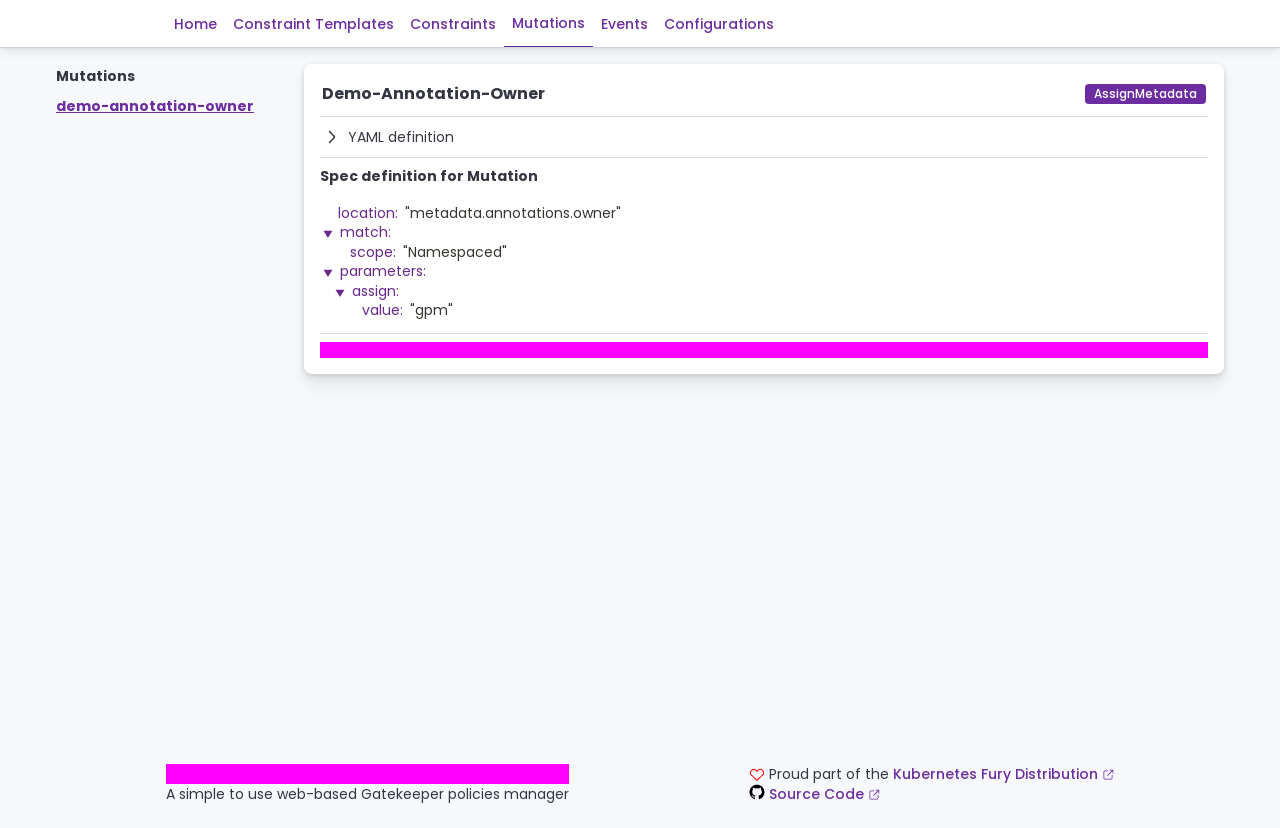 Home Constraint Templates Constraints Mutations Events Configurations
Mutations
demo-annotation-owner
Demo-Annotation-Owner AssignMetadata
YAML definition
Spec definition for Mutation
location: "metadata.annotations.owner"
match:
scope: "Namespaced"
parameters:
assign:
value: "gpm"
A simple to use web-based Gatekeeper policies manager
Proud part of the Kubernetes Fury Distribution
Source Code